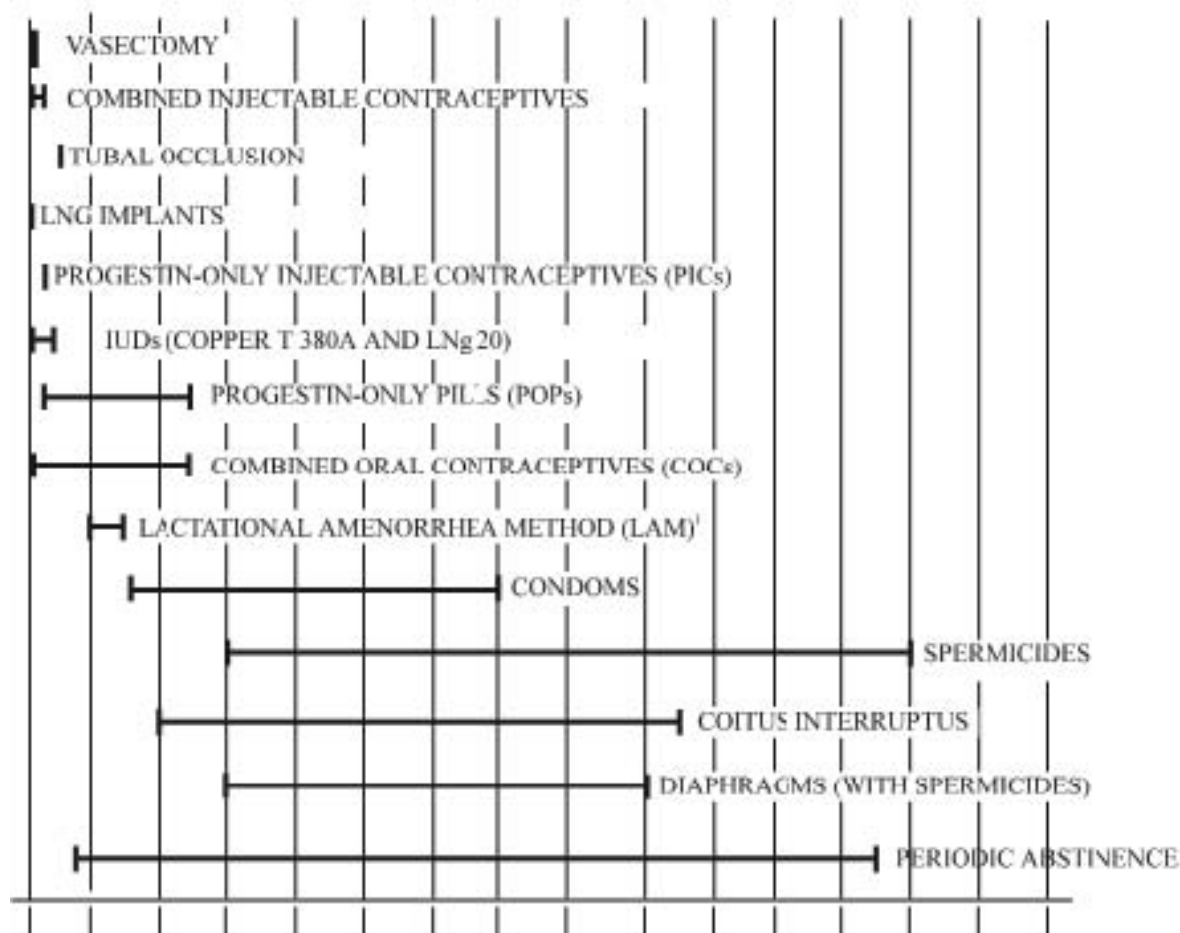 VASECTOMY
COMBINED INJECTABLE CONTRACEPTIVES
TUBAL OCCLUSION
LNG IMPLANTS
PROGESTIN-ONLY INJECTABLE CONTRACEPTIVES (PICs)
IUDs (COPPER T 380A AND LNg 20)
PROGESTIN-ONLY PILLS (POPs)
COMBINED ORAL CONTRACEPTIVES (COCs)
LACTATIONAL AMENORRHEA METHOD (LAM)¹
CONDOMS
SPERMICIDES
COITUS INTERRUPTUS
DIAPHRAGMS (WITH SPERMICIDES)
PERIODIC ABSTINENCE